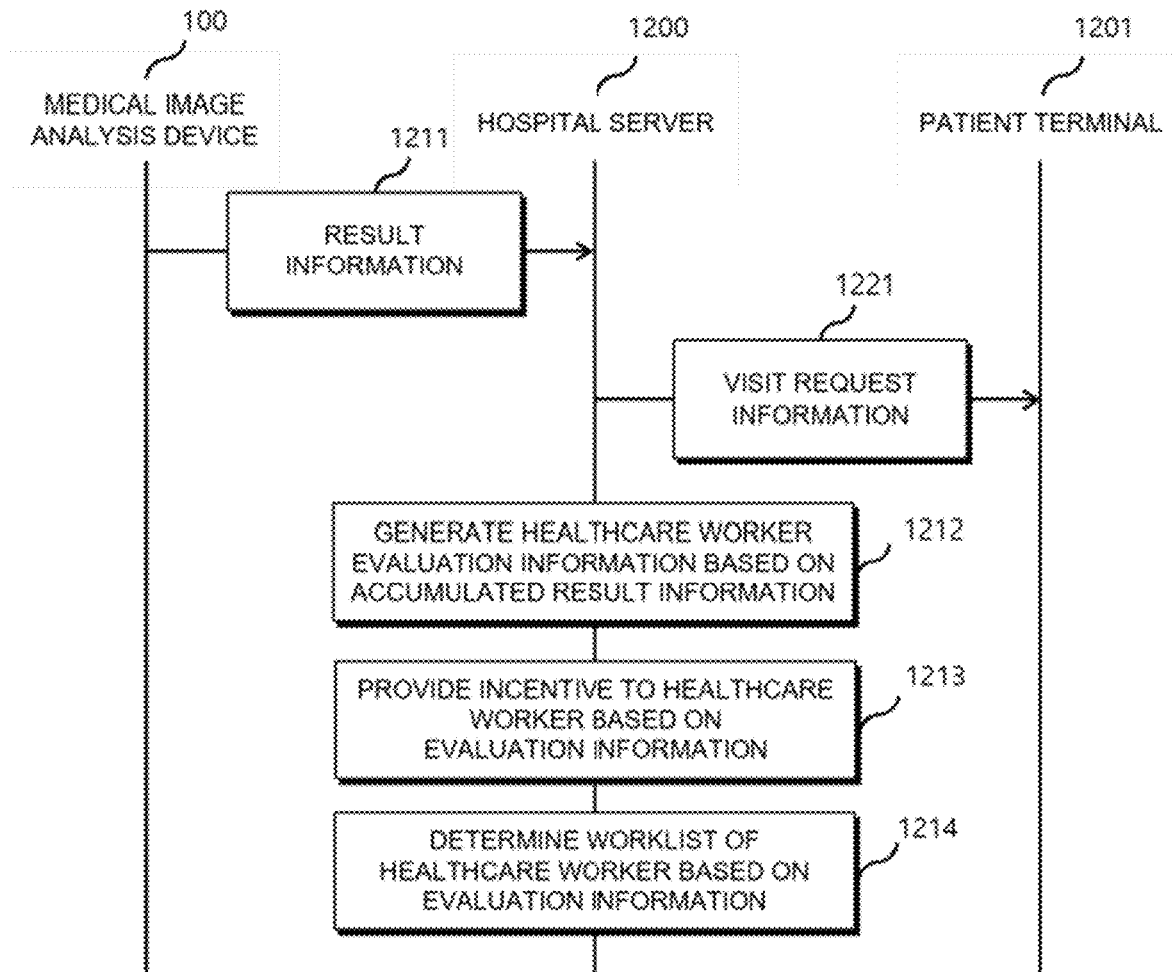 100
1200
1201
MEDICAL IMAGE
ANALYSIS DEVICE
HOSPITAL SERVER
PATIENT TERMINAL
1211
RESULT
INFORMATION
1221
VISIT REQUEST
INFORMATION
GENERATE HEALTHCARE WORKER
EVALUATION INFORMATION BASED ON
ACCUMULATED RESULT INFORMATION
1212
PROVIDE INCENTIVE TO HEALTHCARE
WORKER BASED ON
EVALUATION INFORMATION
1213
DETERMINE WORKLIST OF
HEALTHCARE WORKER BASED ON
EVALUATION INFORMATION
1214